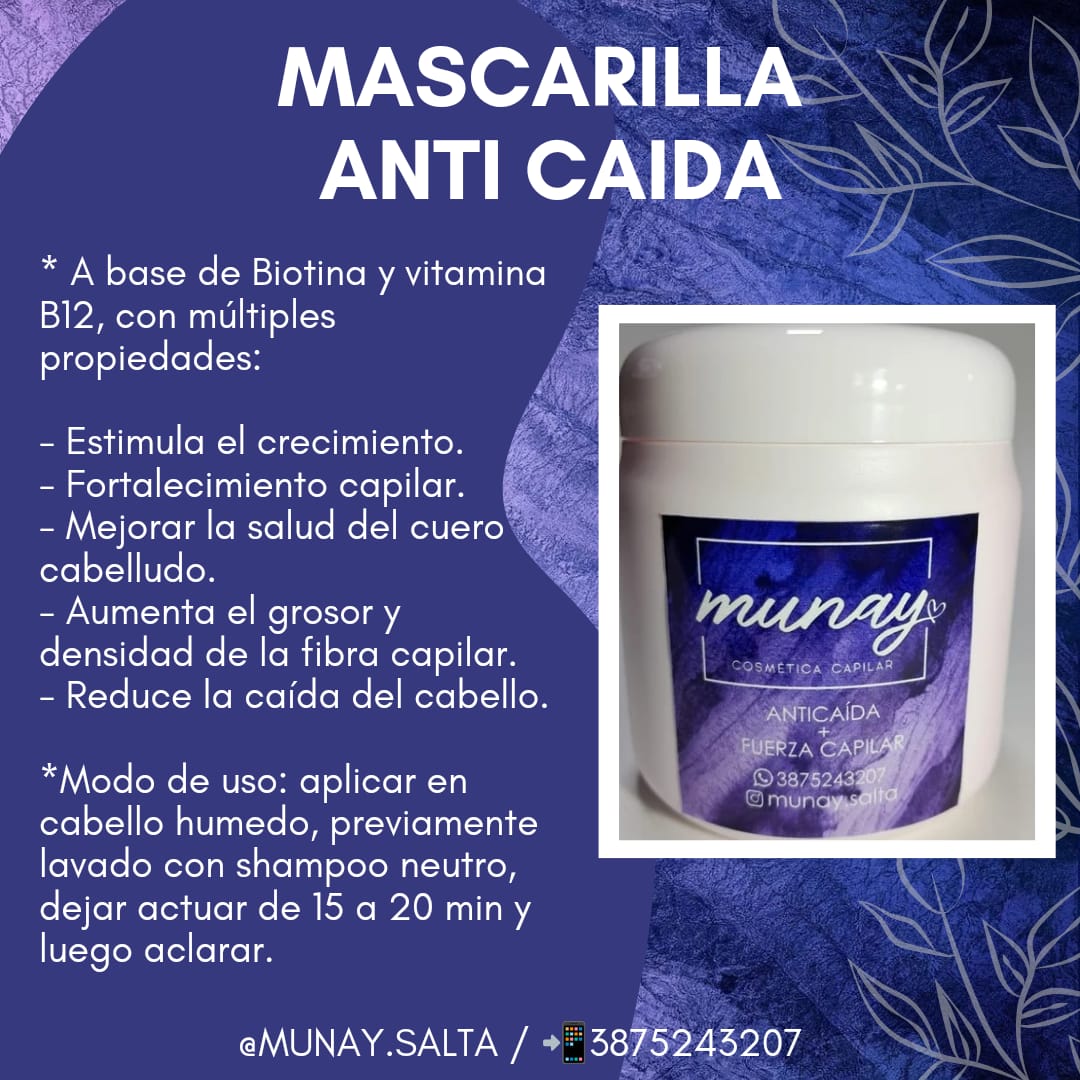 MASCARILLA
ANTI CAIDA
* A base de Biotina y vitamina
B12, con múltiples
propiedades:
- Estimula el crecimiento.
- Fortalecimiento capilar.
- Mejorar la salud del cuero
cabelludo.
- Aumenta el grosor y
densidad de la fibra capilar.
- Reduce la caída del cabello.
*Modo de uso: aplicar en
cabello humedo, previamente
lavado con shampoo neutro,
dejar actuar de 15 a 20 min y
luego aclarar.
munay
COSMÉTICA CAPILAR
ANTICAÍDA
+
FUERZA CAPILAR
3875243207
munay.salta
@MUNAY.SALTA / 📲3875243207